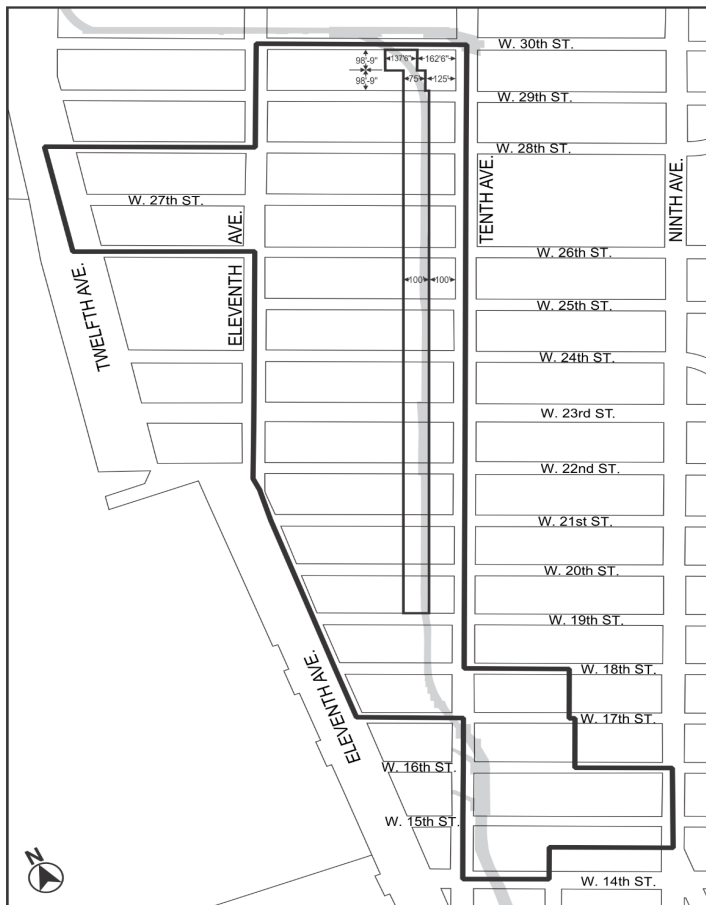 W. 30th ST.
98'-9"
137'6"
162'6"
98'-9"
75'
125'
W. 29th ST.
W. 28th ST.
W. 27th ST.
TENTH AVE.
NINTH AVE.
ELEVENTH AVE.
W. 26th ST.
TWELFTH AVE.
100'
100'
W. 25th ST.
W. 24th ST.
W. 23rd ST.
W. 22nd ST.
W. 21st ST.
W. 20th ST.
W. 19th ST.
W. 18th ST.
ELEVENTH AVE.
W. 17th ST.
W. 16th ST.
W. 15th ST.
N
W. 14th ST.